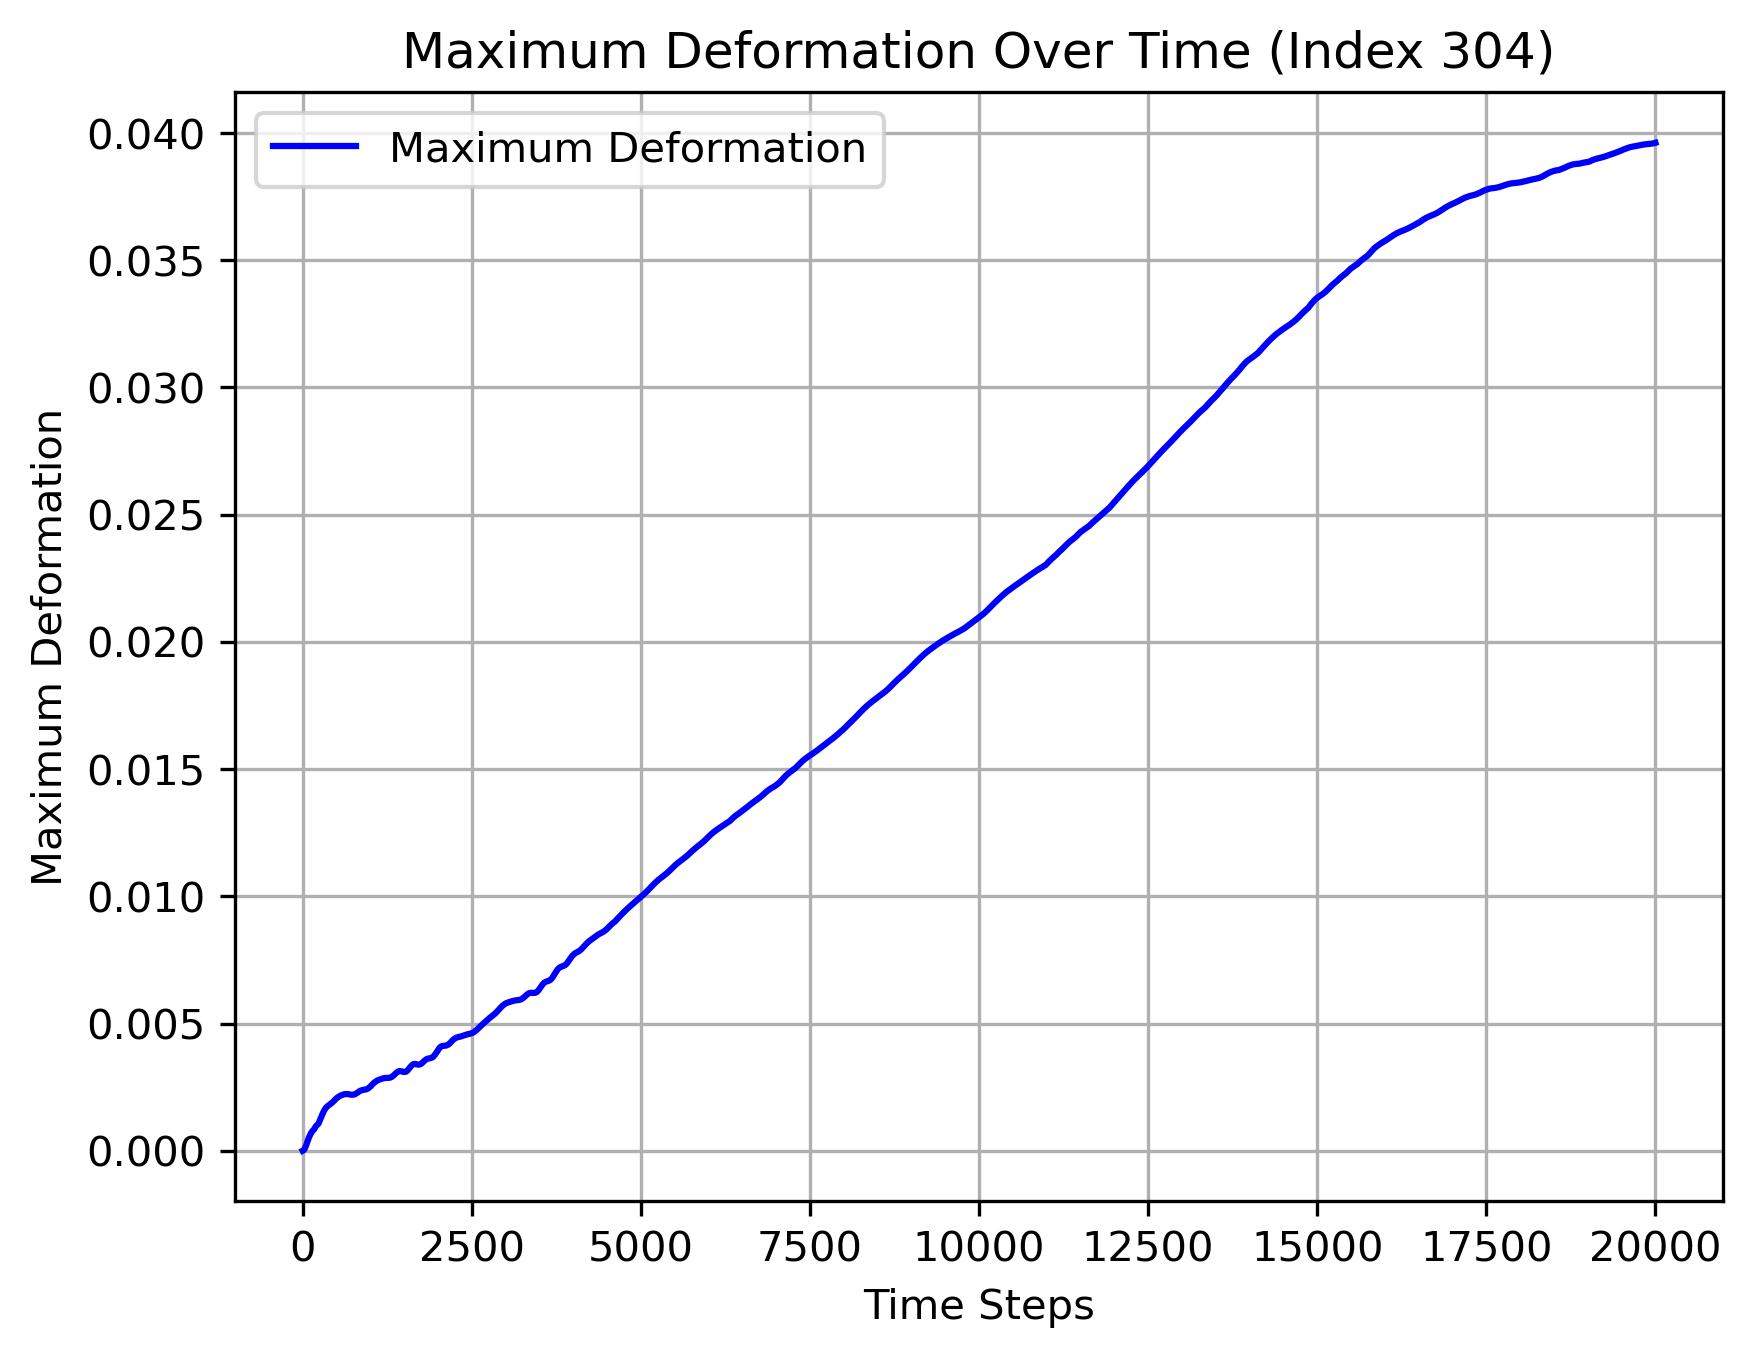 Maximum Deformation Over Time (Index 304)
Maximum Deformation
Maximum Deformation
0.040
0.035
0.030
0.025
0.020
0.015
0.010
0.005
0.000
0 2500 5000 7500 10000 12500 15000 17500 20000
Time Steps